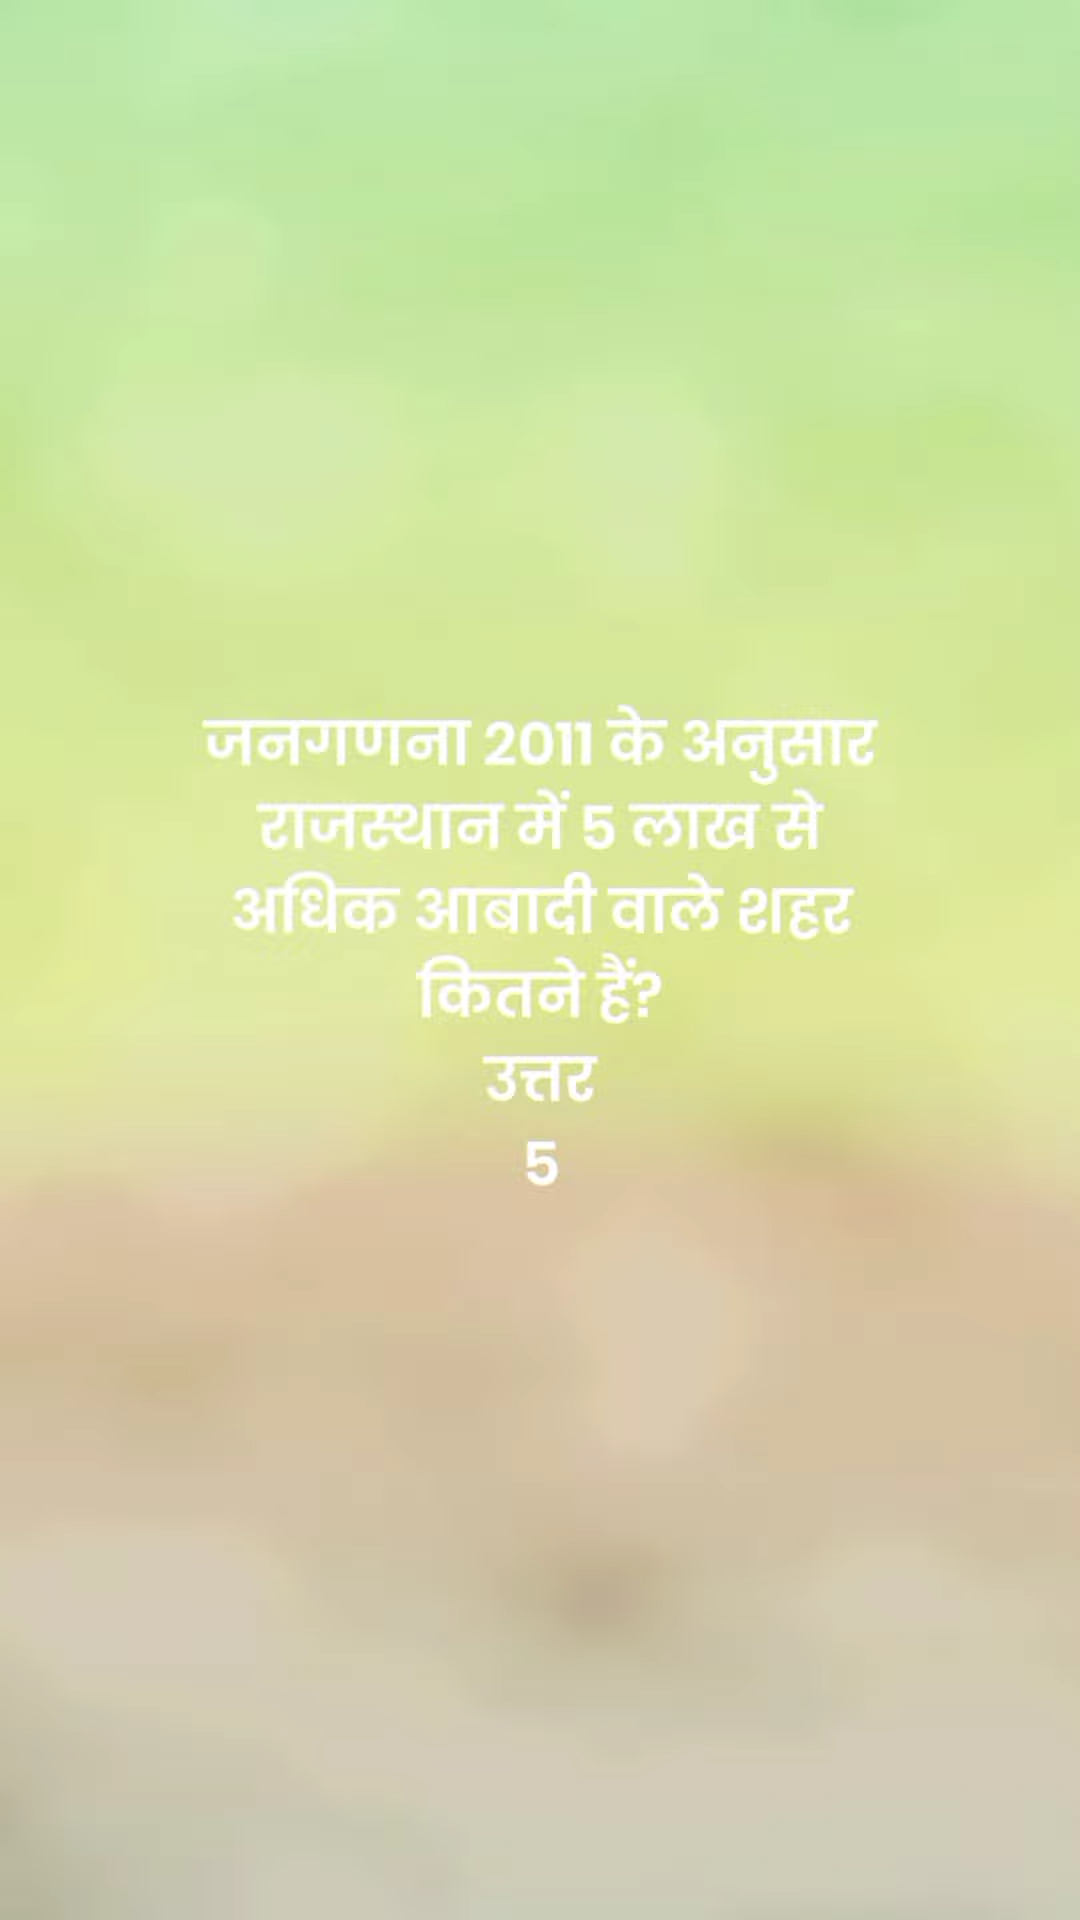 जनगणना 2011 के अनुसार
राजस्थान में 5 लाख से
अधिक आबादी वाले शहर
कितने हैं?
उत्तर
5